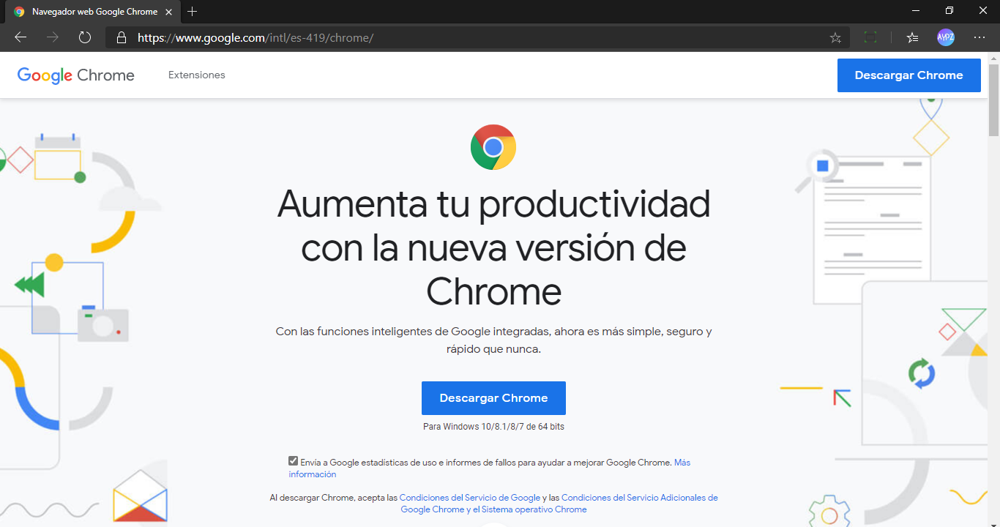 Navegador web Google Chrome
https://www.google.com/intl/es-419/chrome/
AYPZ
Google Chrome
Extensiones
Descargar Chrome
Aumenta tu productividad
con la nueva versión de
Chrome
Con las funciones inteligentes de Google integradas, ahora es más simple, seguro y
rápido que nunca.
Descargar Chrome
Para Windows 10/8.1/8/7 de 64 bits
Envía a Google estadísticas de uso e informes de fallos para ayudar a mejorar Google Chrome. Más
información
Al descargar Chrome, acepta las Condiciones del Servicio de Google y las Condiciones del Servicio Adicionales de
Google Chrome y el Sistema operativo Chrome